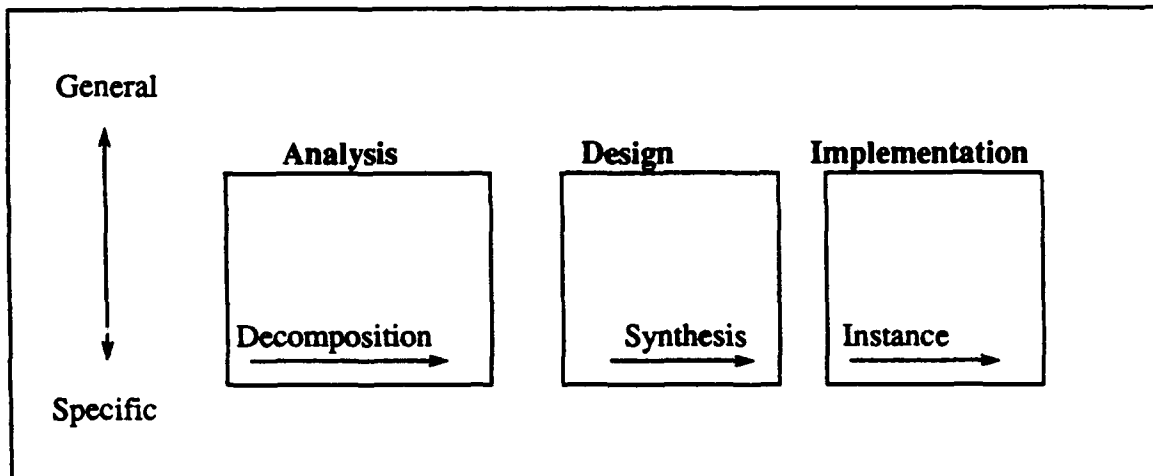 General
Analysis
Design
Implementation
Decomposition
Synthesis
Instance
Specific